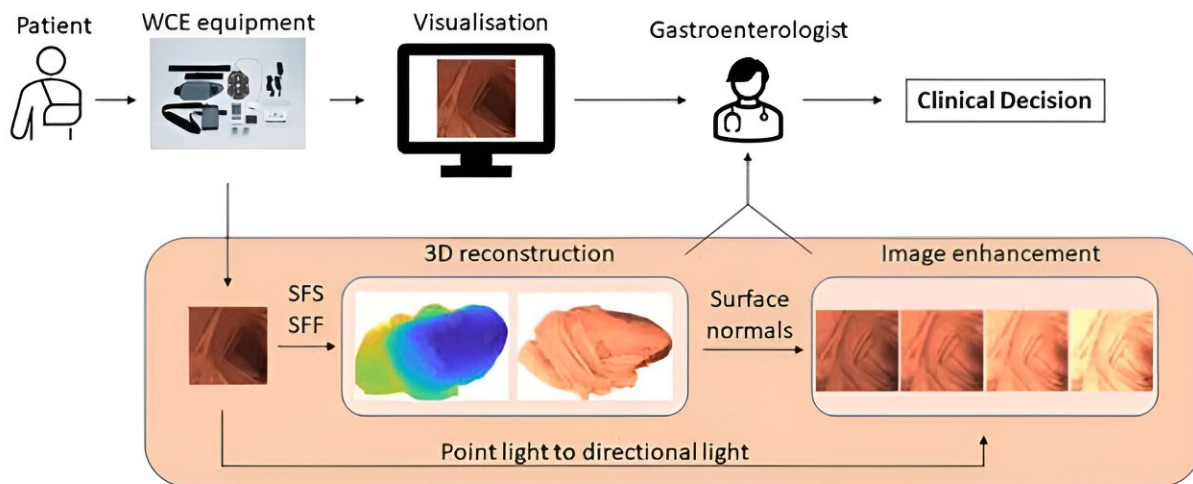 Patient
WCE equipment
Visualisation
Gastroenterologist
Clinical Decision
3D reconstruction
Image enhancement
SFS
SFF
Surface
normals
Point light to directional light